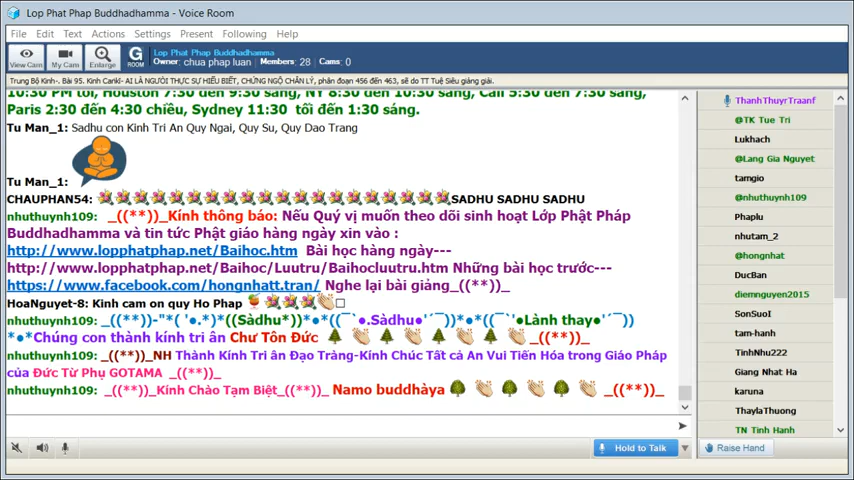 Lop Phat Phap Buddhadhamma - Voice Room
File Edit Text Actions Settings Present Following Help
View Cam
My Cam
Enlarge
G ROOM
Lop Phat Phap Buddhadhamma
Owner: chua phap luan Members: 28 Cams: 0
Trung Bộ Kinh-. Bài 95. Kinh Cankī- AI LÀ NGƯỜI THỰC SỰ HIỂU BIẾT, CHỨNG NGỘ CHÂN LÝ, phân đoạn 456 đến 463, sẽ do TT Tuệ Siêu giảng giải.
10:30 PM tối, Houston 7:30 đến 9:30 sáng, NY 8:30 đến 10:30 sáng, Cali 5:30 đến 7:30 sáng,
Paris 2:30 đến 4:30 chiều, Sydney 11:30 tối đến 1:30 sáng.
Tu Man_1: Sadhu con Kinh Tri An Quy Ngai, Quy Su, Quy Dao Trang
Tu Man_1:
CHAUPHAN54: SADHU SADHU SADHU
nhuthuynh109: _((**))_Kính thông báo: Nếu Quý vị muốn theo dõi sinh hoạt Lớp Phật Pháp
Buddhadhamma và tin tức Phật giáo hàng ngày xin vào :
http://www.lopphatphap.net/Baihoc.htm Bài học hàng ngày---
http://www.lopphatphap.net/Baihoc/Luutru/Baihocluutru.htm Những bài học trước---
https://www.facebook.com/hongnhatt.tran/ Nghe lại bài giảng_((**))_
HoaNguyet-8: Kinh cam on quy Ho Phap
nhuthuynh109: _((**))-"*( '●.*)*((Sàdhu*))*●*●((¯`●.Sàdhu●'´¯))*●*●((¯`'●Lành thay●'´¯))
*●*Chúng con thành kính tri ân Chư Tôn Đức _((**))_
nhuthuynh109: _((**))_NH Thành Kính Tri ân Đạo Tràng-Kính Chúc Tất cả An Vui Tiến Hóa trong Giáo Pháp
của Đức Từ Phụ GOTAMA _((**))_
nhuthuynh109: _((**))_Kính Chào Tạm Biệt_((**))_ Namo buddhàya _((**))_
Hold to Talk
ThanhThuyrTraanf
@TK Tue Tri
Lukhach
@Lang Gia Nguyet
tamgio
@nhuthuynh109
Phaplu
nhutam_2
@hongnhat
DucBan
diemnguyen2015
SonSuoI
tam-hanh
TinhNhu222
Giang Nhat Ha
karuna
ThaylaThuong
TN Tinh Hanh
Raise Hand